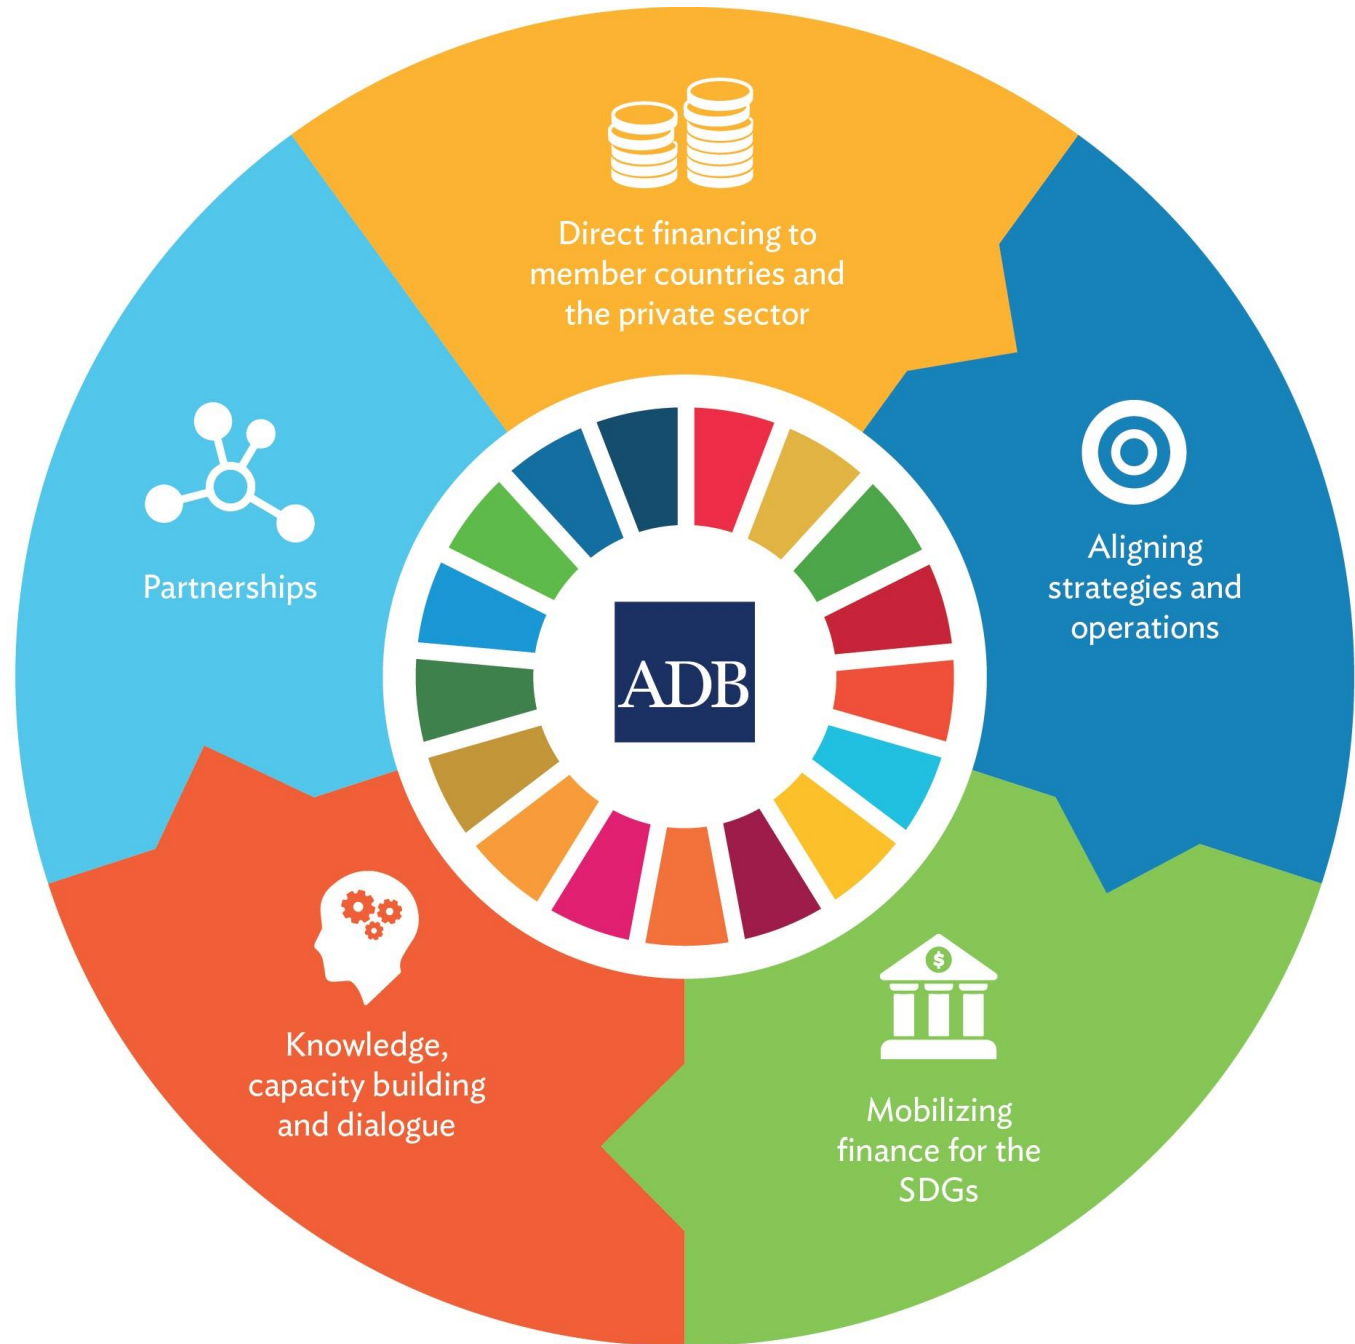 Direct financing to
member countries and
the private sector
Aligning
strategies and
operations
$
Mobilizing
finance for the
SDGs
Knowledge,
capacity building
and dialogue
Partnerships
ADB